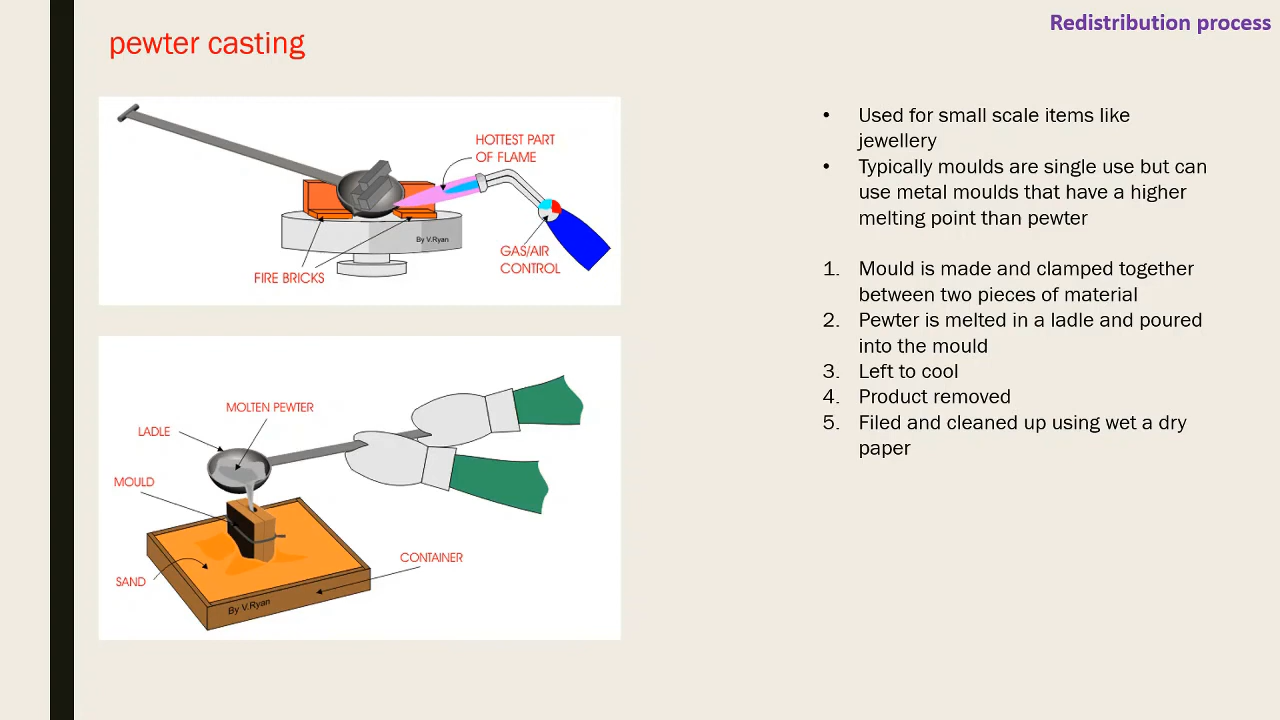 Redistribution process
pewter casting
HOTTEST PART
OF FLAME
By V.Ryan
GAS/AIR
CONTROL
FIRE BRICKS
MOLTEN PEWTER
LADLE
MOULD
CONTAINER
SAND
By V.Ryan
• Used for small scale items like
jewellery
• Typically moulds are single use but can
use metal moulds that have a higher
melting point than pewter
1. Mould is made and clamped together
between two pieces of material
2. Pewter is melted in a ladle and poured
into the mould
3. Left to cool
4. Product removed
5. Filed and cleaned up using wet a dry
paper